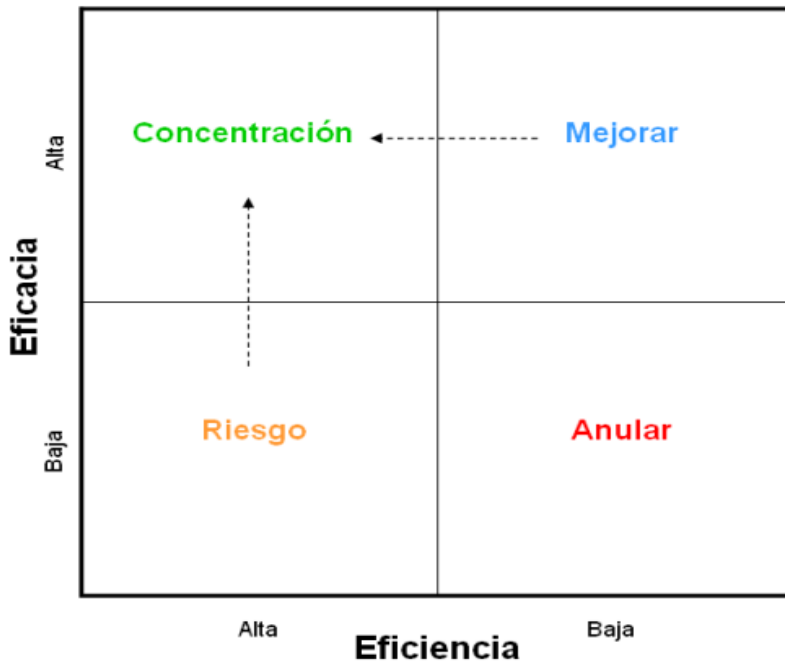 Concentración
Mejorar
Alta
Eficacia
Riesgo
Anular
Baja
Alta
Baja
Eficiencia